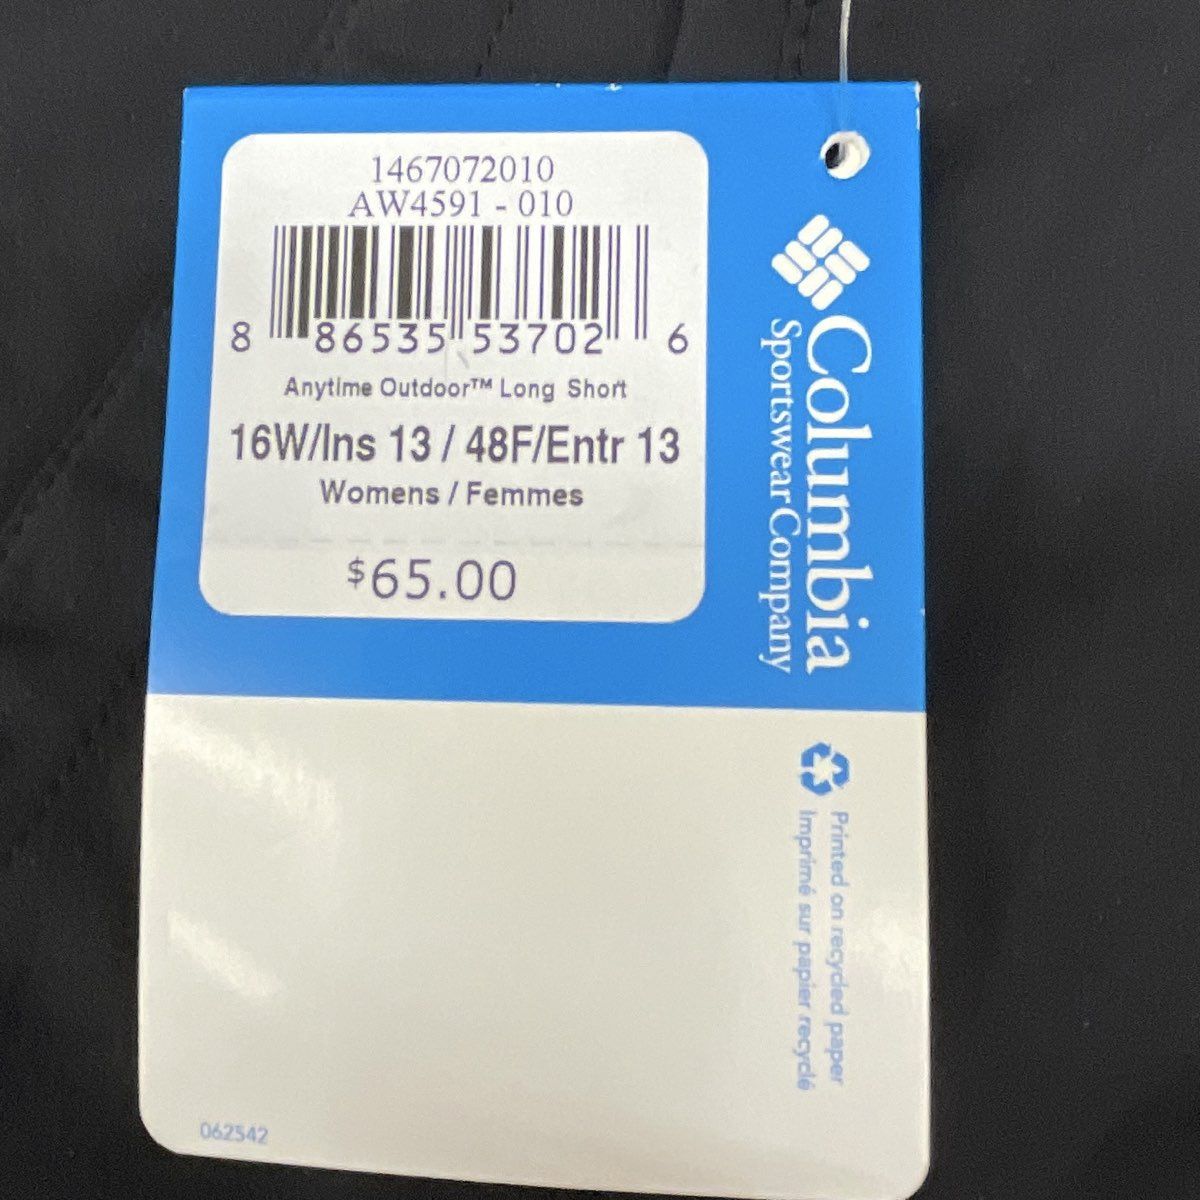 1467072010
AW4591 - 010
8 86535 53702 6
Anytime Outdoor™ Long Short
16W/Ins 13 / 48F/Entr 13
Womens / Femmes
$65.00
Columbia
Sportswear Company
Printed on recycled paper
Imprimé sur papier recyclé
062542